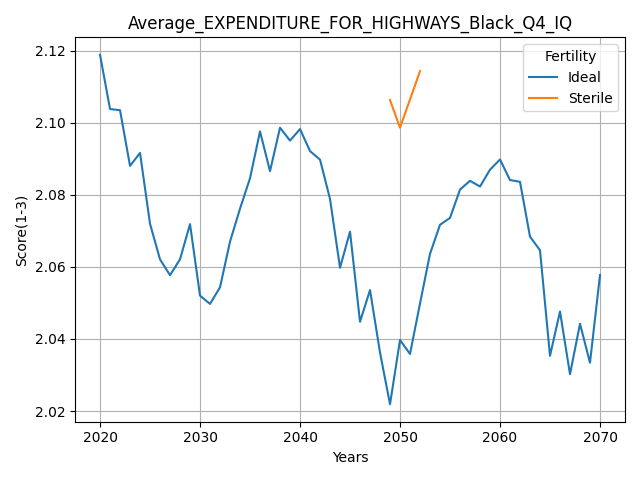 Average_EXPENDITURE_FOR_HIGHWAYS_Black_Q4_IQ
Score(1-3)
2.12
2.10
2.08
2.06
2.04
2.02
Fertility
Ideal
Sterile
2020 2030 2040 2050 2060 2070
Years